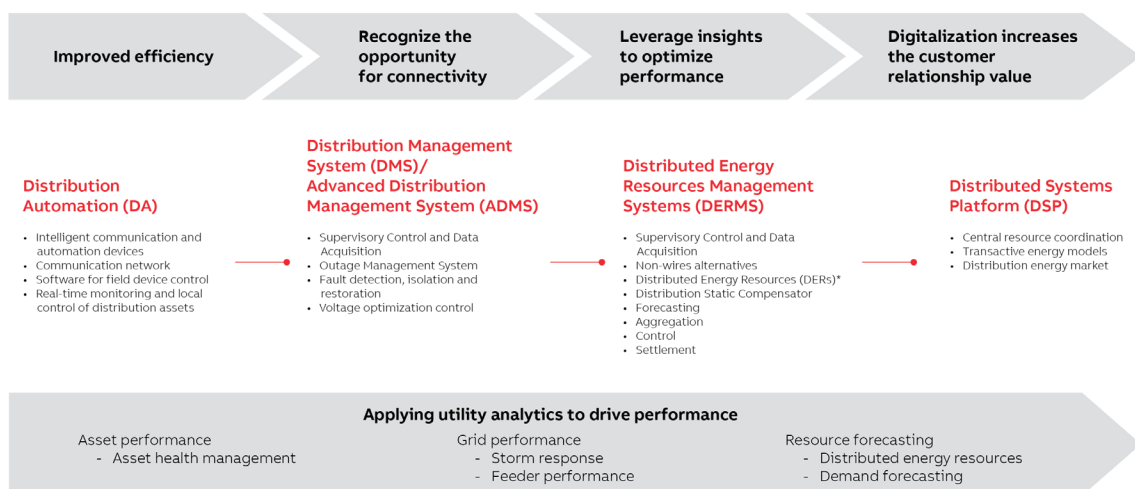 Improved efficiency
Recognize the
opportunity
for connectivity
Leverage insights
to optimize
performance
Digitalization increases
the customer
relationship value
Distribution
Automation (DA)
• Intelligent communication and
automation devices
• Communication network
• Software for field device control
• Real-time monitoring and local
control of distribution assets
Distribution Management
System (DMS)/
Advanced Distribution
Management System (ADMS)
• Supervisory Control and Data
Acquisition
• Outage Management System
• Fault detection, isolation and
restoration
• Voltage optimization control
Distributed Energy
Resources Management
Systems (DERMS)
• Supervisory Control and Data
Acquisition
• Non-wires alternatives
• Distributed Energy Resources (DERs)*
• Distribution Static Compensator
• Forecasting
• Aggregation
• Control
• Settlement
Distributed Systems
Platform (DSP)
• Central resource coordination
• Transactive energy models
• Distribution energy market
Applying utility analytics to drive performance
Asset performance
- Asset health management
Grid performance
- Storm response
- Feeder performance
Resource forecasting
- Distributed energy resources
- Demand forecasting